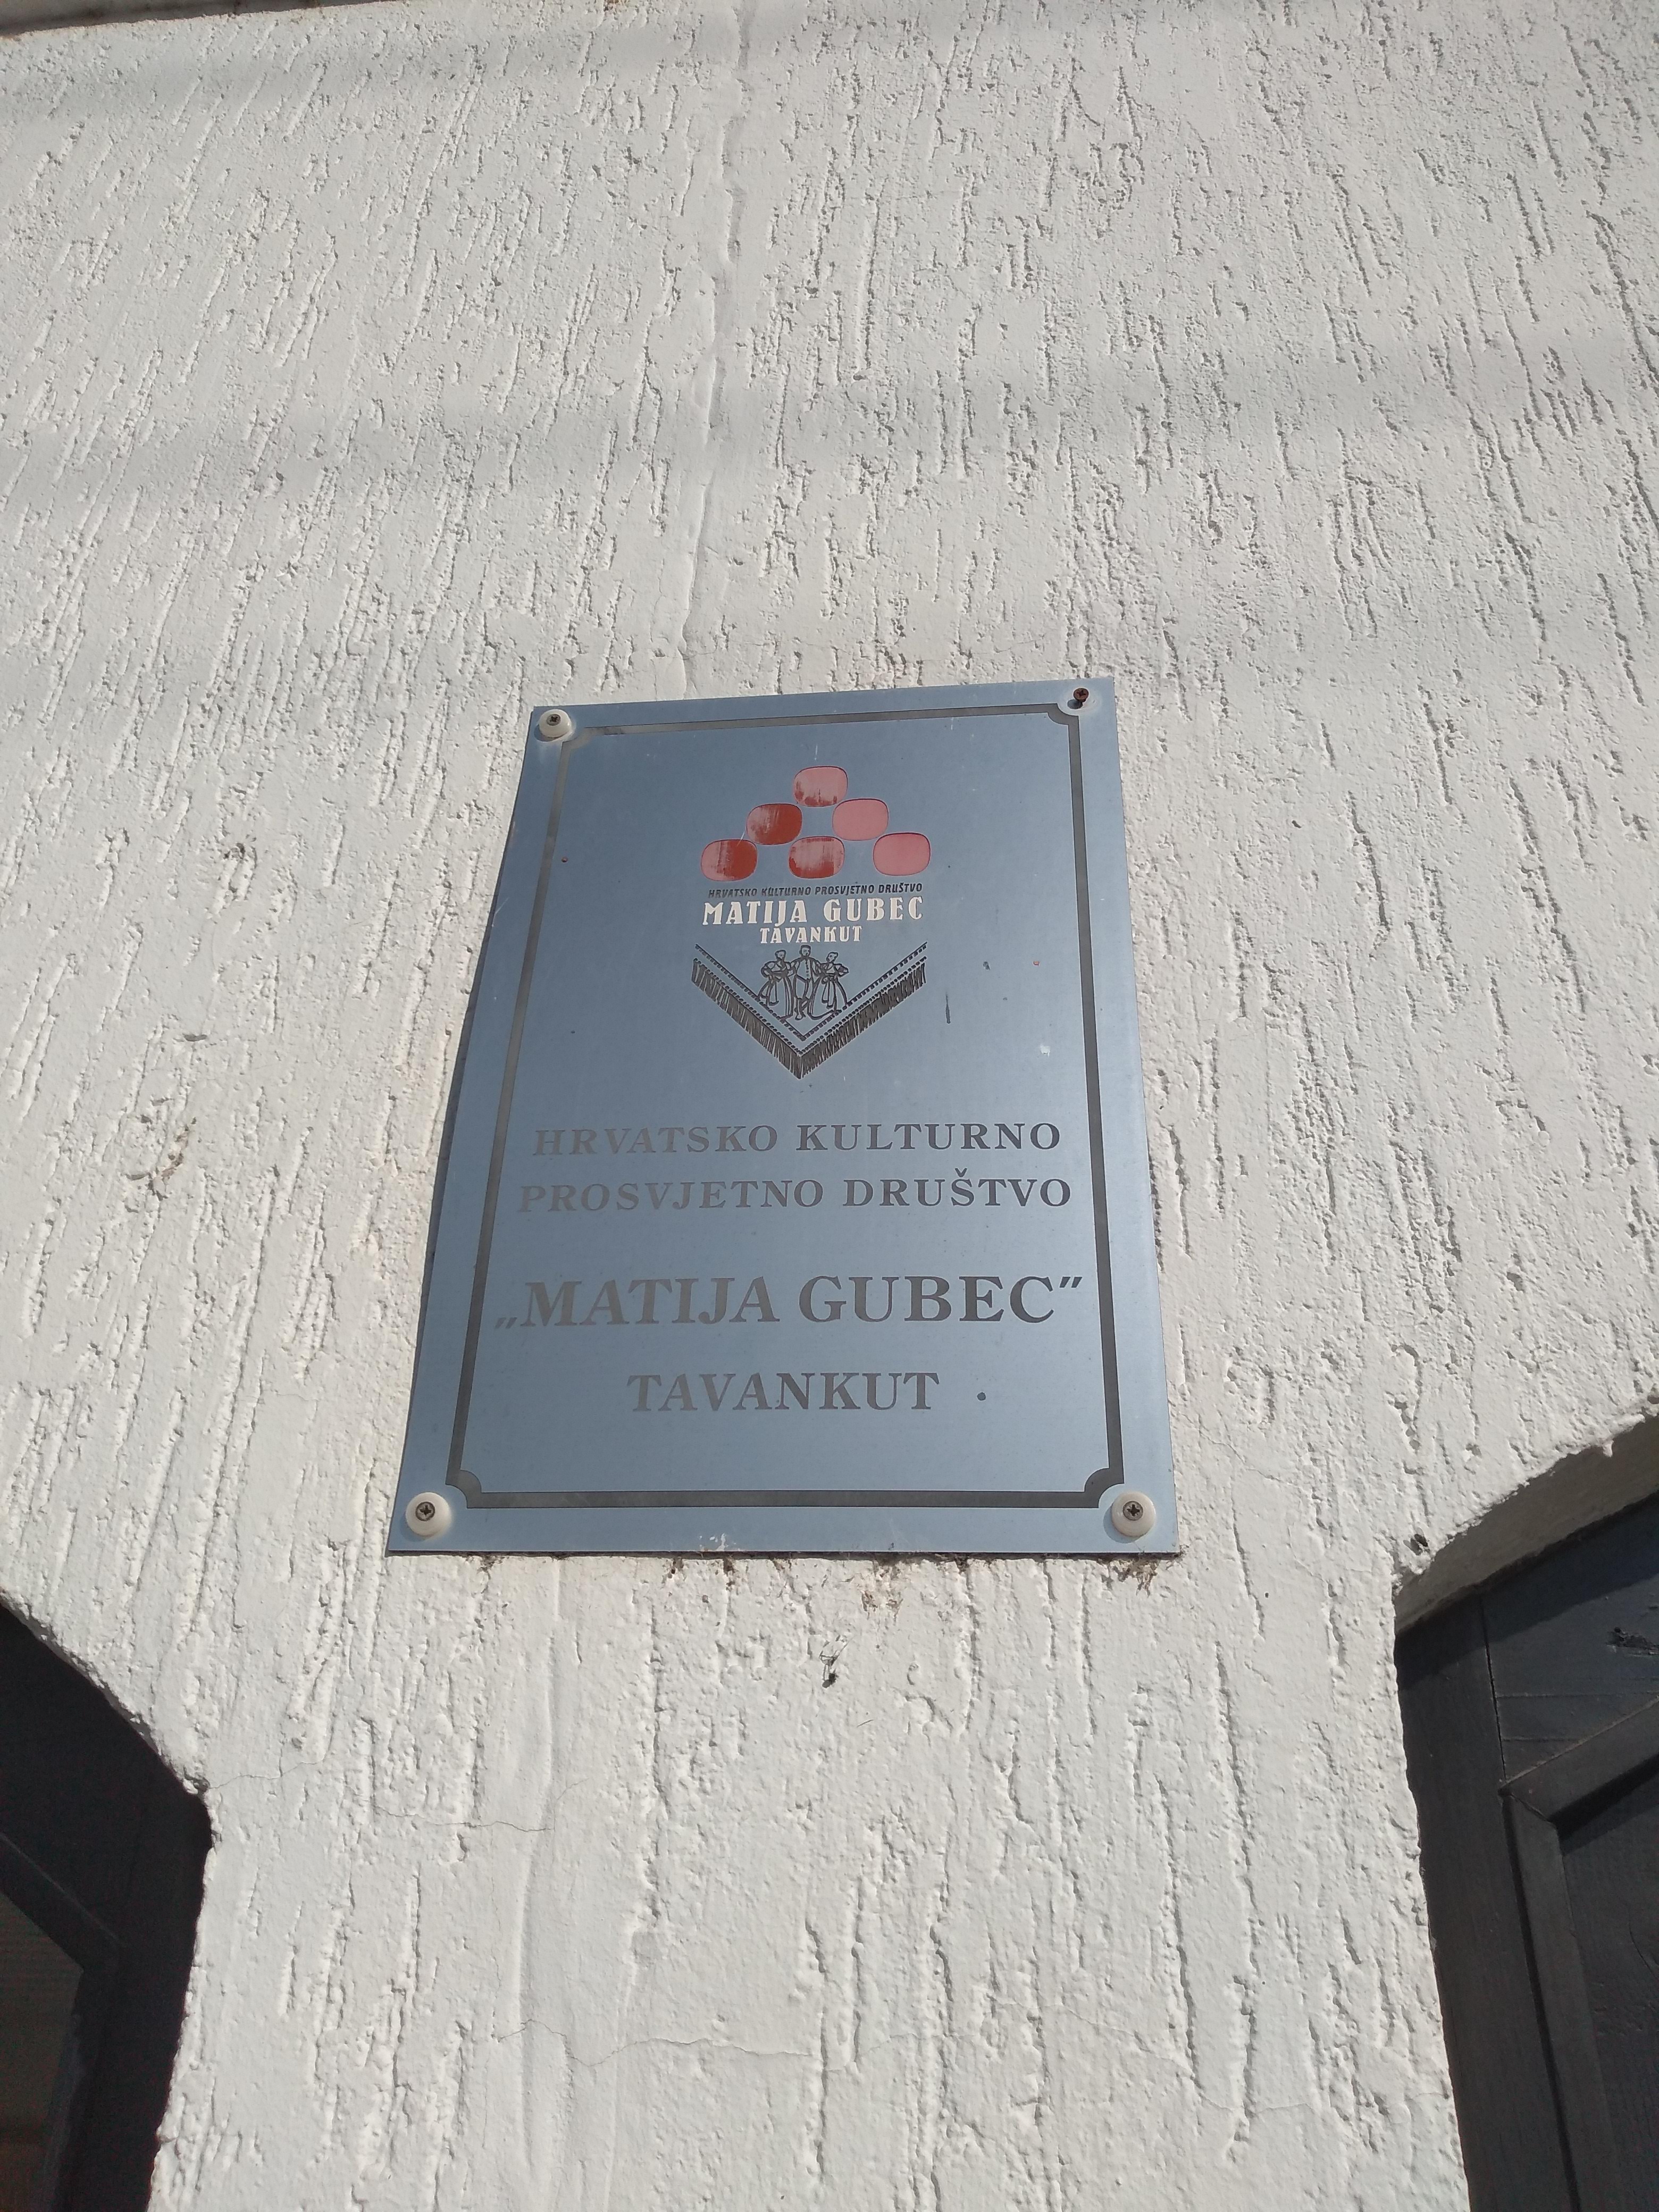 HRVATSKO KULTURNO PROSVJETNO DRUŠTVO
MATIJA GUBEC
TAVANKUT
HRVATSKO KULTURNO
PROSVJETNO DRUŠTVO
„MATIJA GUBEC”
TAVANKUT